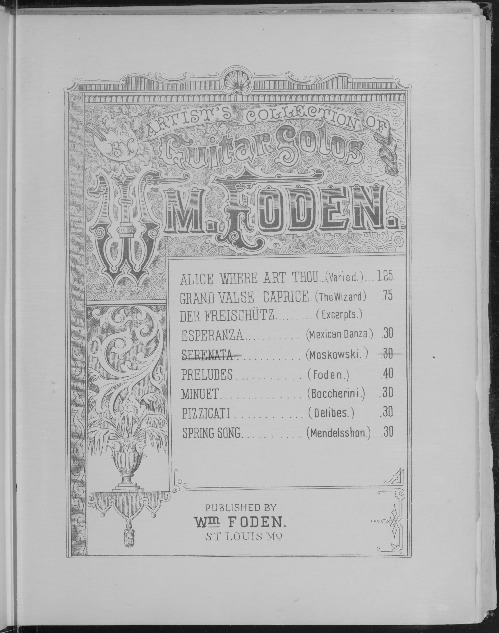 ARTIST'S COLLECTION OF
Guitar Solos
BY
WM. FODEN.
ALICE WHERE ART THOU..(Varied.)...1.25
GRAND VALSE CAPRICE (The Wizard) 75
DER FREISCHÜTZ........(Excerpts.)
ESPERANZA...........(Mexican Danza.) .30
SERENATA............(Moskowski.) .30
PRELUDES............(Foden.) .40
MINUET..............(Boccherini.) .30
PIZZICATI............(Delibes.) .30
SPRING SONG..........(Mendelsshon.) .30
PUBLISHED BY
Wm FODEN.
ST LOUIS MO